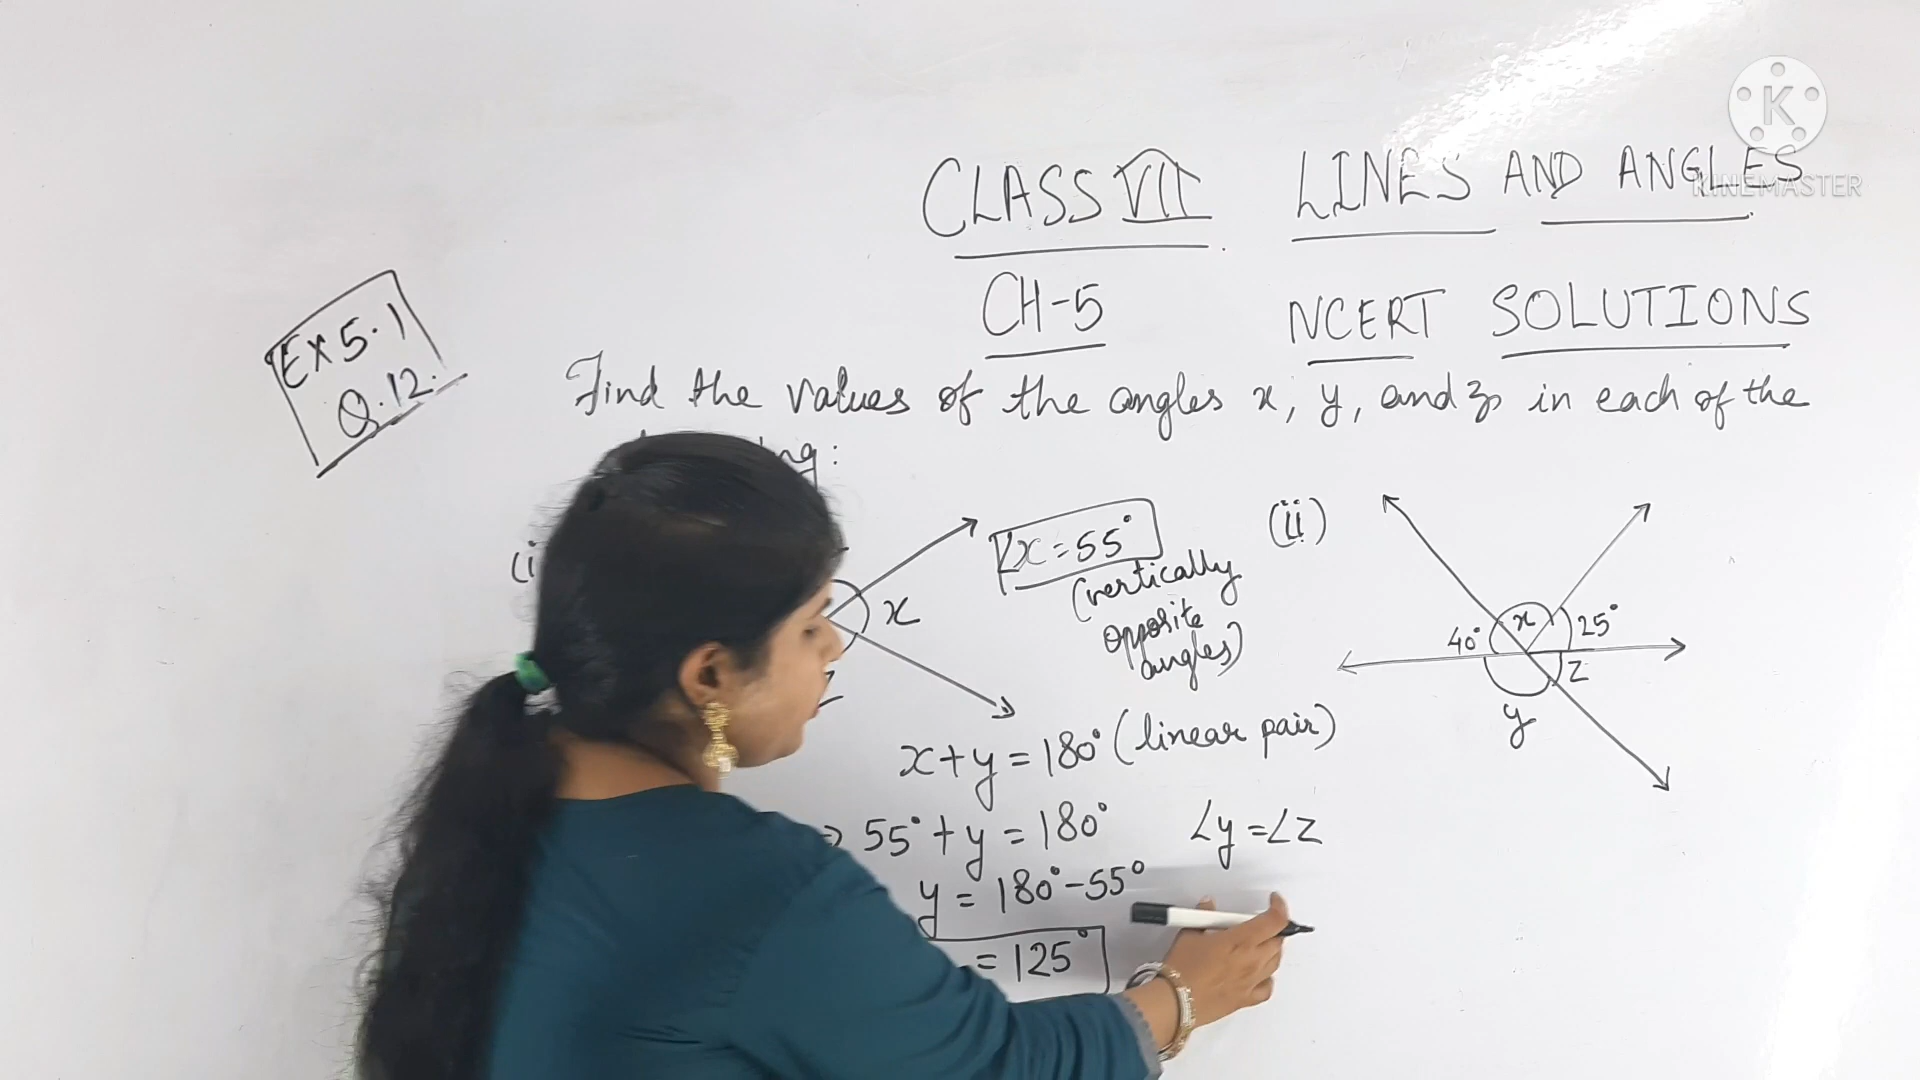 CLASS VII LINES AND ANGLES
K
KINEMASTER
CH-5 NCERT SOLUTIONS
EX 5.1
Q.12.
Find the values of the angles x, y, and z in each of the
(i
x
∠x = 55°
(vertically
opposite
angles)
(ii)
40° x 25°
z
y
x + y = 180° (linear pair)
⇒ 55° + y = 180° ∠y = ∠z
y = 180° - 55°
= 125°